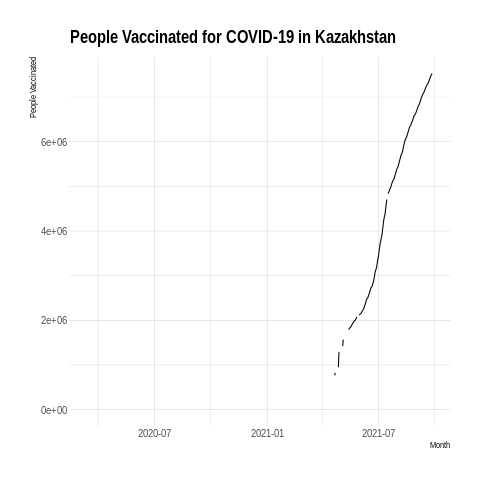 People Vaccinated for COVID-19 in Kazakhstan
People Vaccinated
6e+06
4e+06
2e+06
0e+00
2020-07 2021-01 2021-07
Month